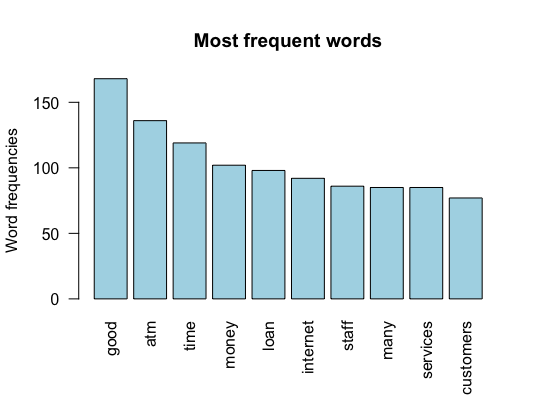 Most frequent words
Word frequencies
150
100
50
0
good
atm
time
money
loan
internet
staff
many
services
customers